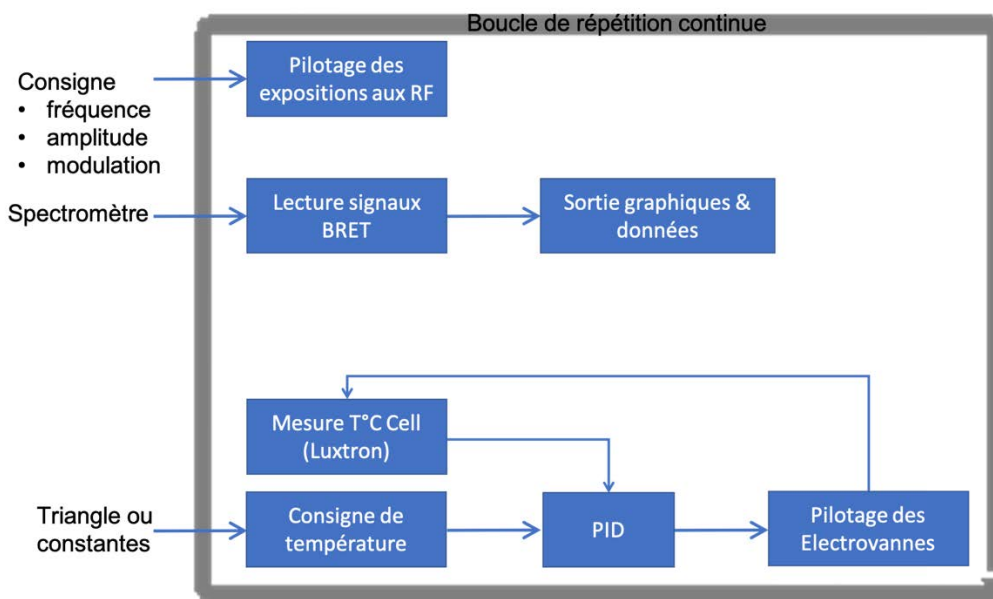 Boucle de répétition continue
Consigne
• fréquence
• amplitude
• modulation
Pilotage des
expositions aux RF
Spectromètre
Lecture signaux
BRET
Sortie graphiques &
données
Mesure T°C Cell
(Luxtron)
Triangle ou
constantes
Consigne de
température
PID
Pilotage des
Electrovannes